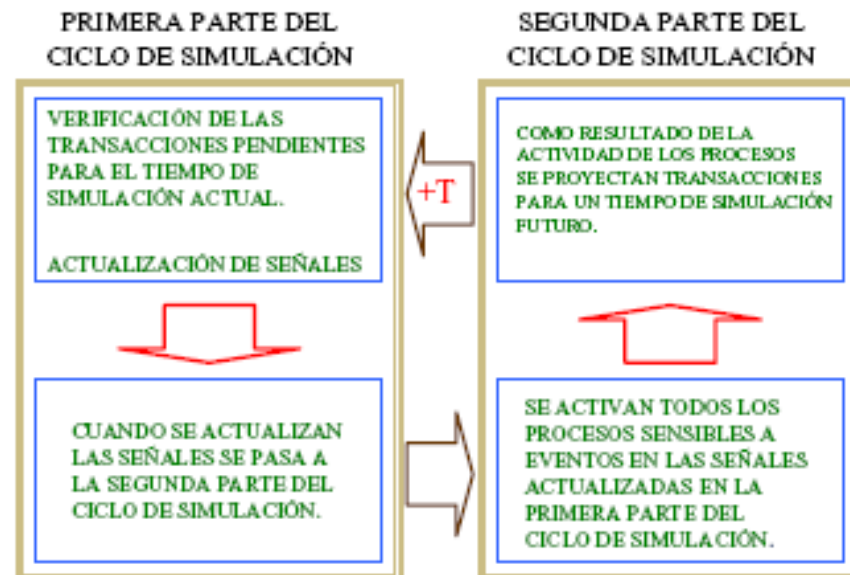 PRIMERA PARTE DEL
CICLO DE SIMULACIÓN
VERIFICACIÓN DE LAS
TRANSACCIONES PENDIENTES
PARA EL TIEMPO DE
SIMULACIÓN ACTUAL.
ACTUALIZACIÓN DE SEÑALES
CUANDO SE ACTUALIZAN
LAS SEÑALES SE PASA A
LA SEGUNDA PARTE DEL
CICLO DE SIMULACIÓN.
+T
SEGUNDA PARTE DEL
CICLO DE SIMULACIÓN
COMO RESULTADO DE LA
ACTIVIDAD DE LOS PROCESOS
SE PROYECTAN TRANSACCIONES
PARA UN TIEMPO DE SIMULACIÓN
FUTURO.
SE ACTIVAN TODOS LOS
PROCESOS SENSIBLES A
EVENTOS EN LAS SEÑALES
ACTUALIZADAS EN LA
PRIMERA PARTE DEL
CICLO DE SIMULACIÓN.